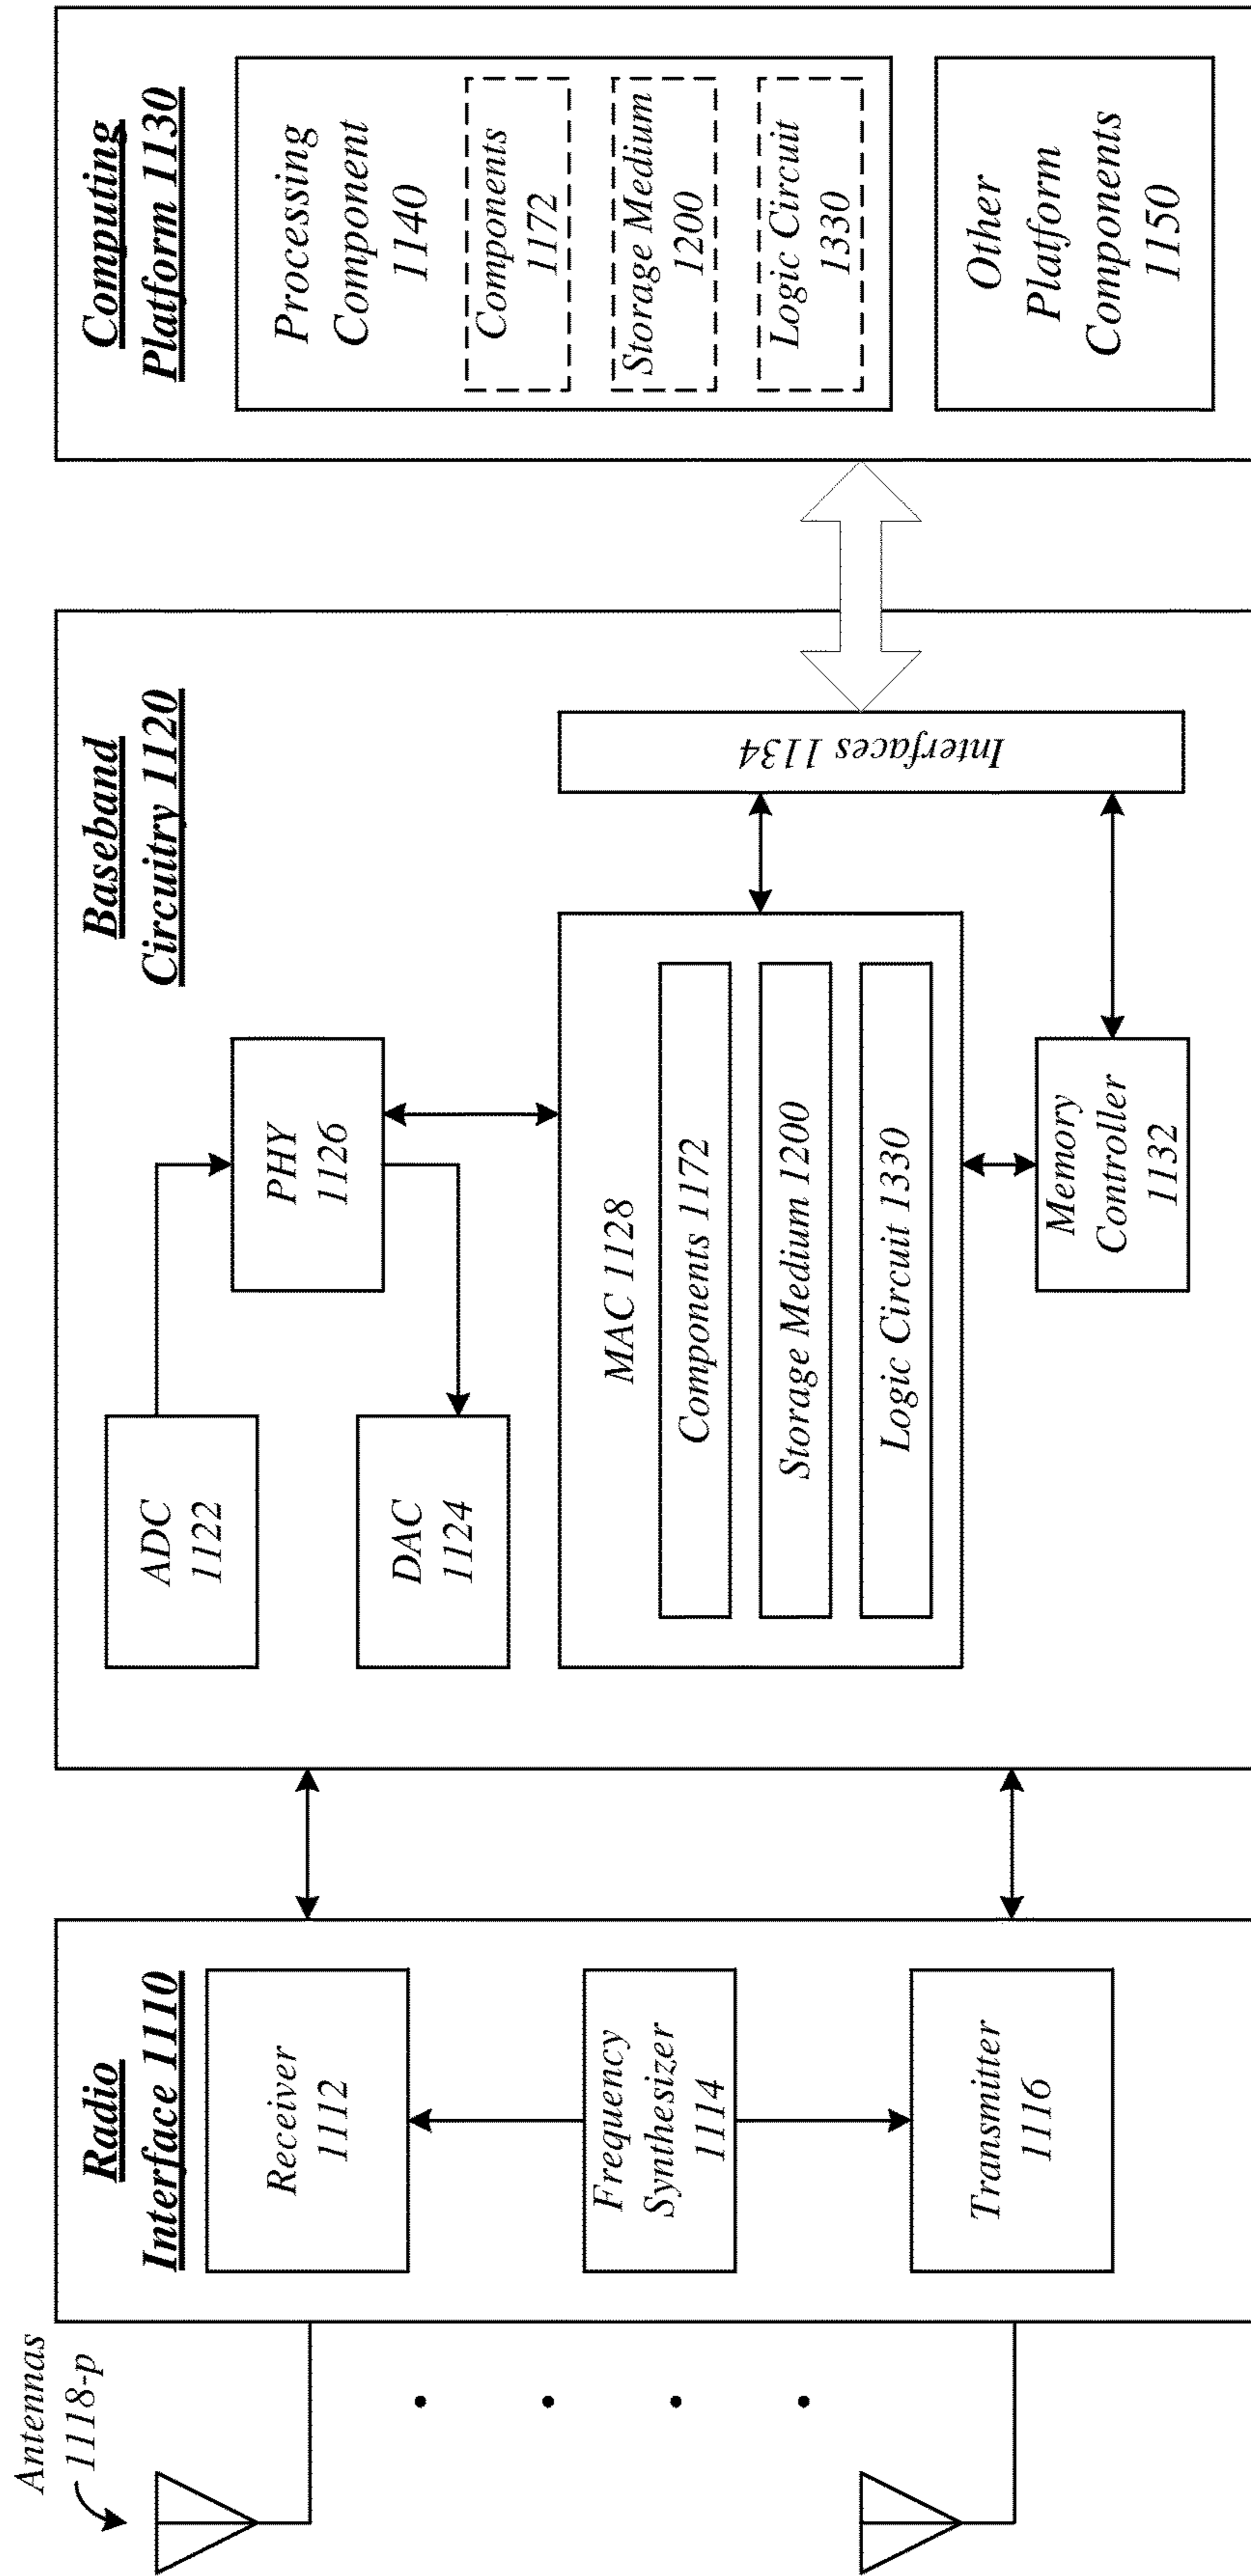 Antennas
1118-p
Radio
Interface 1110
Receiver
1112
Frequency
Synthesizer
1114
Transmitter
1116
Baseband
Circuitry 1120
ADC
1122
DAC
1124
PHY
1126
MAC 1128
Components 1172
Storage Medium 1200
Logic Circuit 1330
Memory
Controller
1132
Interfaces 1134
Computing
Platform 1130
Processing
Component
1140
Components
1172
Storage Medium
1200
Logic Circuit
1330
Other
Platform
Components
1150